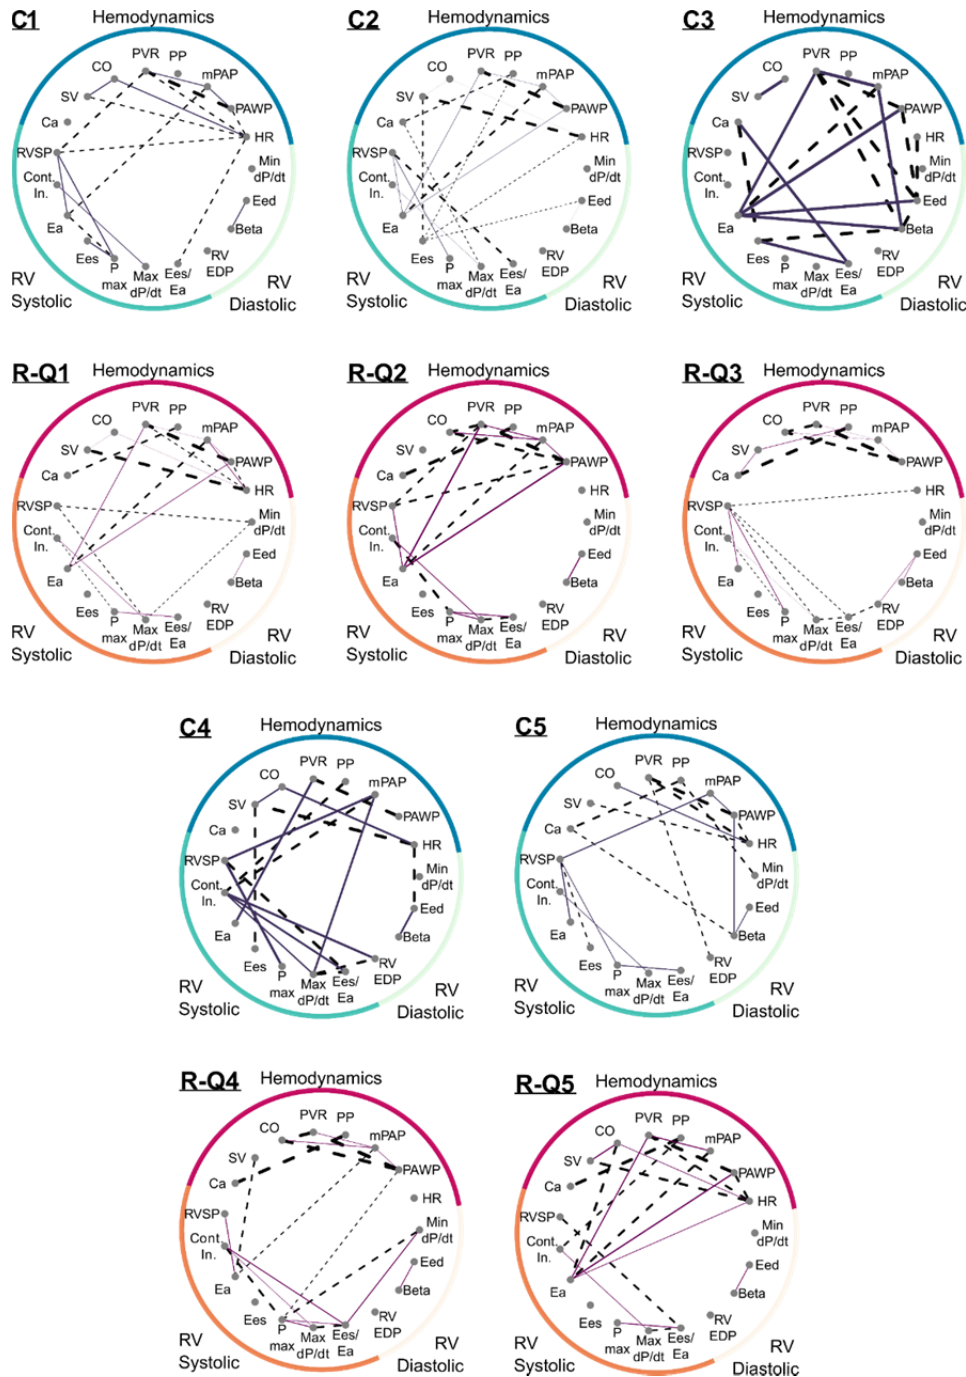 C1
Hemodynamics
PVR
PP
CO
mPAP
SV
PAWP
Ca
HR
RVSP
Min
dP/dt
Cont.
In.
Eed
Ea
Beta
Ees
RV
EDP
P
max
Max
dP/dt
Ees/
Ea
RV
Systolic
RV
Diastolic
C2
Hemodynamics
PVR
PP
CO
mPAP
SV
PAWP
Ca
HR
RVSP
Min
dP/dt
Cont.
In.
Eed
Ea
Beta
Ees
RV
EDP
P
max
Max
dP/dt
Ees/
Ea
RV
Systolic
RV
Diastolic
C3
Hemodynamics
PVR
PP
CO
mPAP
SV
PAWP
Ca
HR
RVSP
Min
dP/dt
Cont.
In.
Eed
Ea
Beta
Ees
RV
EDP
P
max
Max
dP/dt
Ees/
Ea
RV
Systolic
RV
Diastolic
R-Q1
Hemodynamics
PVR
PP
CO
mPAP
SV
PAWP
Ca
HR
RVSP
Min
dP/dt
Cont.
In.
Eed
Ea
Beta
Ees
RV
EDP
P
max
Max
dP/dt
Ees/
Ea
RV
Systolic
RV
Diastolic
R-Q2
Hemodynamics
PVR
PP
CO
mPAP
SV
PAWP
Ca
HR
RVSP
Min
dP/dt
Cont.
In.
Eed
Ea
Beta
Ees
RV
EDP
P
max
Max
dP/dt
Ees/
Ea
RV
Systolic
RV
Diastolic
R-Q3
Hemodynamics
PVR
PP
CO
mPAP
SV
PAWP
Ca
HR
RVSP
Min
dP/dt
Cont.
In.
Eed
Ea
Beta
Ees
RV
EDP
P
max
Max
dP/dt
Ees/
Ea
RV
Systolic
RV
Diastolic
C4
Hemodynamics
PVR
PP
CO
mPAP
SV
PAWP
Ca
HR
RVSP
Min
dP/dt
Cont.
In.
Eed
Ea
Beta
Ees
RV
EDP
P
max
Max
dP/dt
Ees/
Ea
RV
Systolic
RV
Diastolic
C5
Hemodynamics
PVR
PP
CO
mPAP
SV
PAWP
Ca
HR
RVSP
Min
dP/dt
Cont.
In.
Eed
Ea
Beta
Ees
RV
EDP
P
max
Max
dP/dt
Ees/
Ea
RV
Systolic
RV
Diastolic
R-Q4
Hemodynamics
PVR
PP
CO
mPAP
SV
PAWP
Ca
HR
RVSP
Min
dP/dt
Cont.
In.
Eed
Ea
Beta
Ees
RV
EDP
P
max
Max
dP/dt
Ees/
Ea
RV
Systolic
RV
Diastolic
R-Q5
Hemodynamics
PVR
PP
CO
mPAP
SV
PAWP
Ca
HR
RVSP
Min
dP/dt
Cont.
In.
Eed
Ea
Beta
Ees
RV
EDP
P
max
Max
dP/dt
Ees/
Ea
RV
Systolic
RV
Diastolic